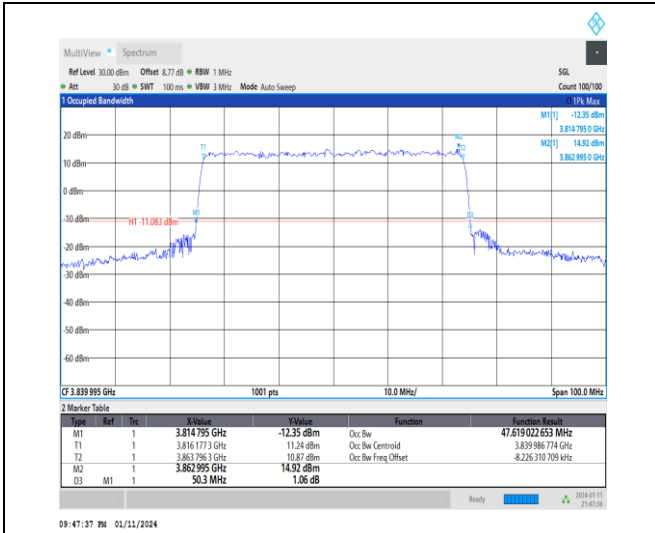 MultiView Spectrum
Ref Level 30.00 dBm Offset 8.77 dB RBW 1 MHz SGL
Att 30 dB SWT 100 ms VBW 3 MHz Mode Auto Sweep Count 100/100
1 Occupied Bandwidth 1Pk Max
M1[1] -12.35 dBm
3.814 795 0 GHz
M2[1] 14.92 dBm
3.862 995 0 GHz
20 dBm
M2
T1
T2
10 dBm
0 dBm
M1
D3
-10 dBm
H1 -11.083 dBm
-20 dBm
-30 dBm
-40 dBm
-50 dBm
-60 dBm
CF 3.839 995 GHz 1001 pts 10.0 MHz/ Span 100.0 MHz
2 Marker Table
Type Ref Trc X-Value Y-Value Function Function Result
M1 1 3.814 795 GHz -12.35 dBm Occ Bw 47.619 022 653 MHz
T1 1 3.816 177 3 GHz 11.24 dBm Occ Bw Centroid 3.839 986 774 GHz
T2 1 3.863 796 3 GHz 10.87 dBm Occ Bw Freq Offset -8.226 310 709 kHz
M2 1 3.862 995 GHz 14.92 dBm
D3 M1 1 50.3 MHz 1.06 dB
Ready 2024-01-11
21:47:36
09:47:37 PM 01/11/2024